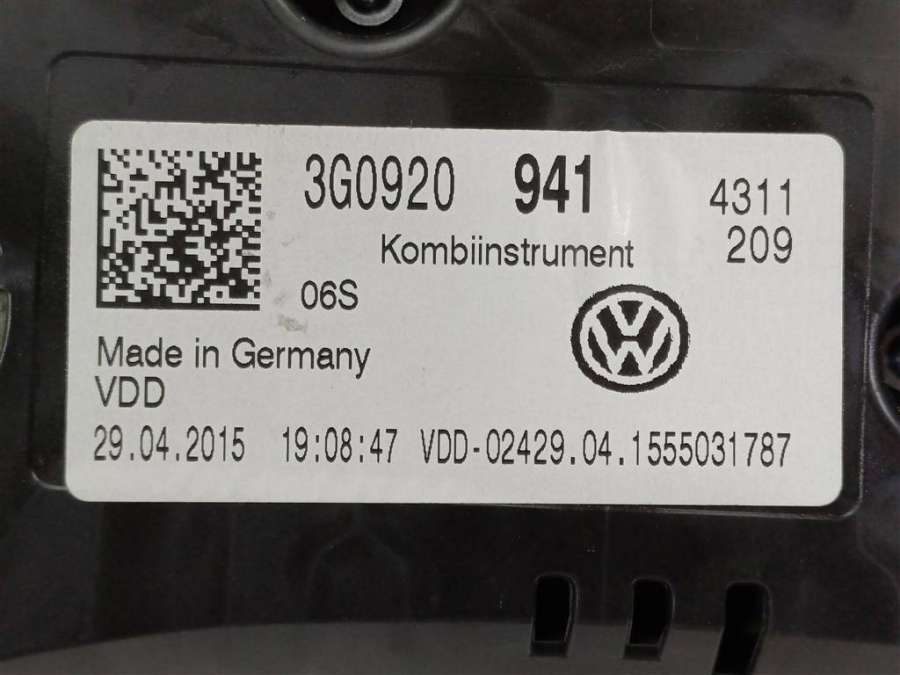 3G0920 941 4311
Kombiinstrument 209
06S
Made in Germany
VDD
29.04.2015 19:08:47 VDD-02429.04.1555031787